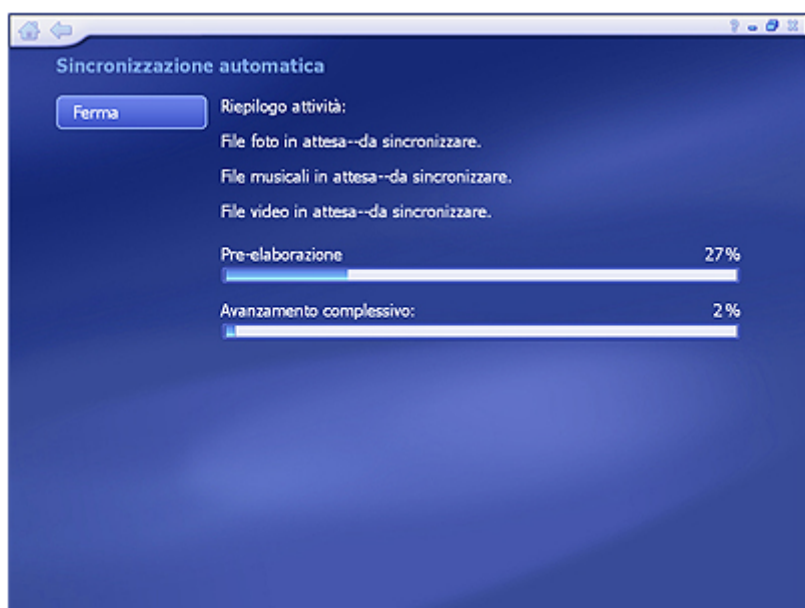 Sincronizzazione automatica
Ferma
Riepilogo attività:
File foto in attesa--da sincronizzare.
File musicali in attesa--da sincronizzare.
File video in attesa--da sincronizzare.
Pre-elaborazione 27%
Avanzamento complessivo: 2%